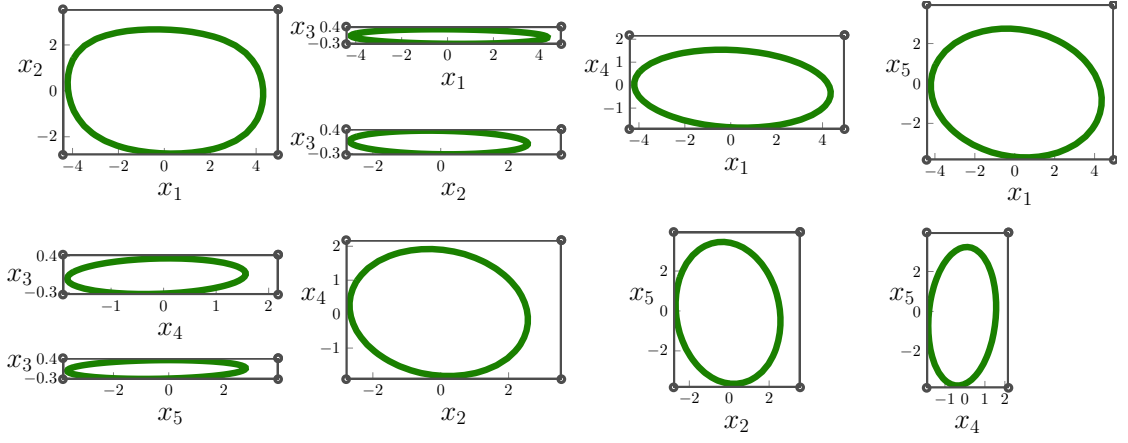 x₂ 2 0 −2
−4 −2 0 2 4
x₁
x₃ 0.4 −0.3
−4 −2 0 2 4
x₁
x₃ 0.4 −0.3
−2 0 2
x₂
x₄ 2 1 0 −1
−4 −2 0 2 4
x₁
x₅ 2 0 −2
−4 −2 0 2 4
x₁
x₃ 0.4 −0.3
−1 0 1 2
x₄
x₃ 0.4 −0.3
−2 0 2
x₅
x₄ 2 1 0 −1
−2 0 2
x₂
x₅ 2 0 −2
−2 0 2
x₂
x₅ 2 0 −2
−1 0 1 2
x₄